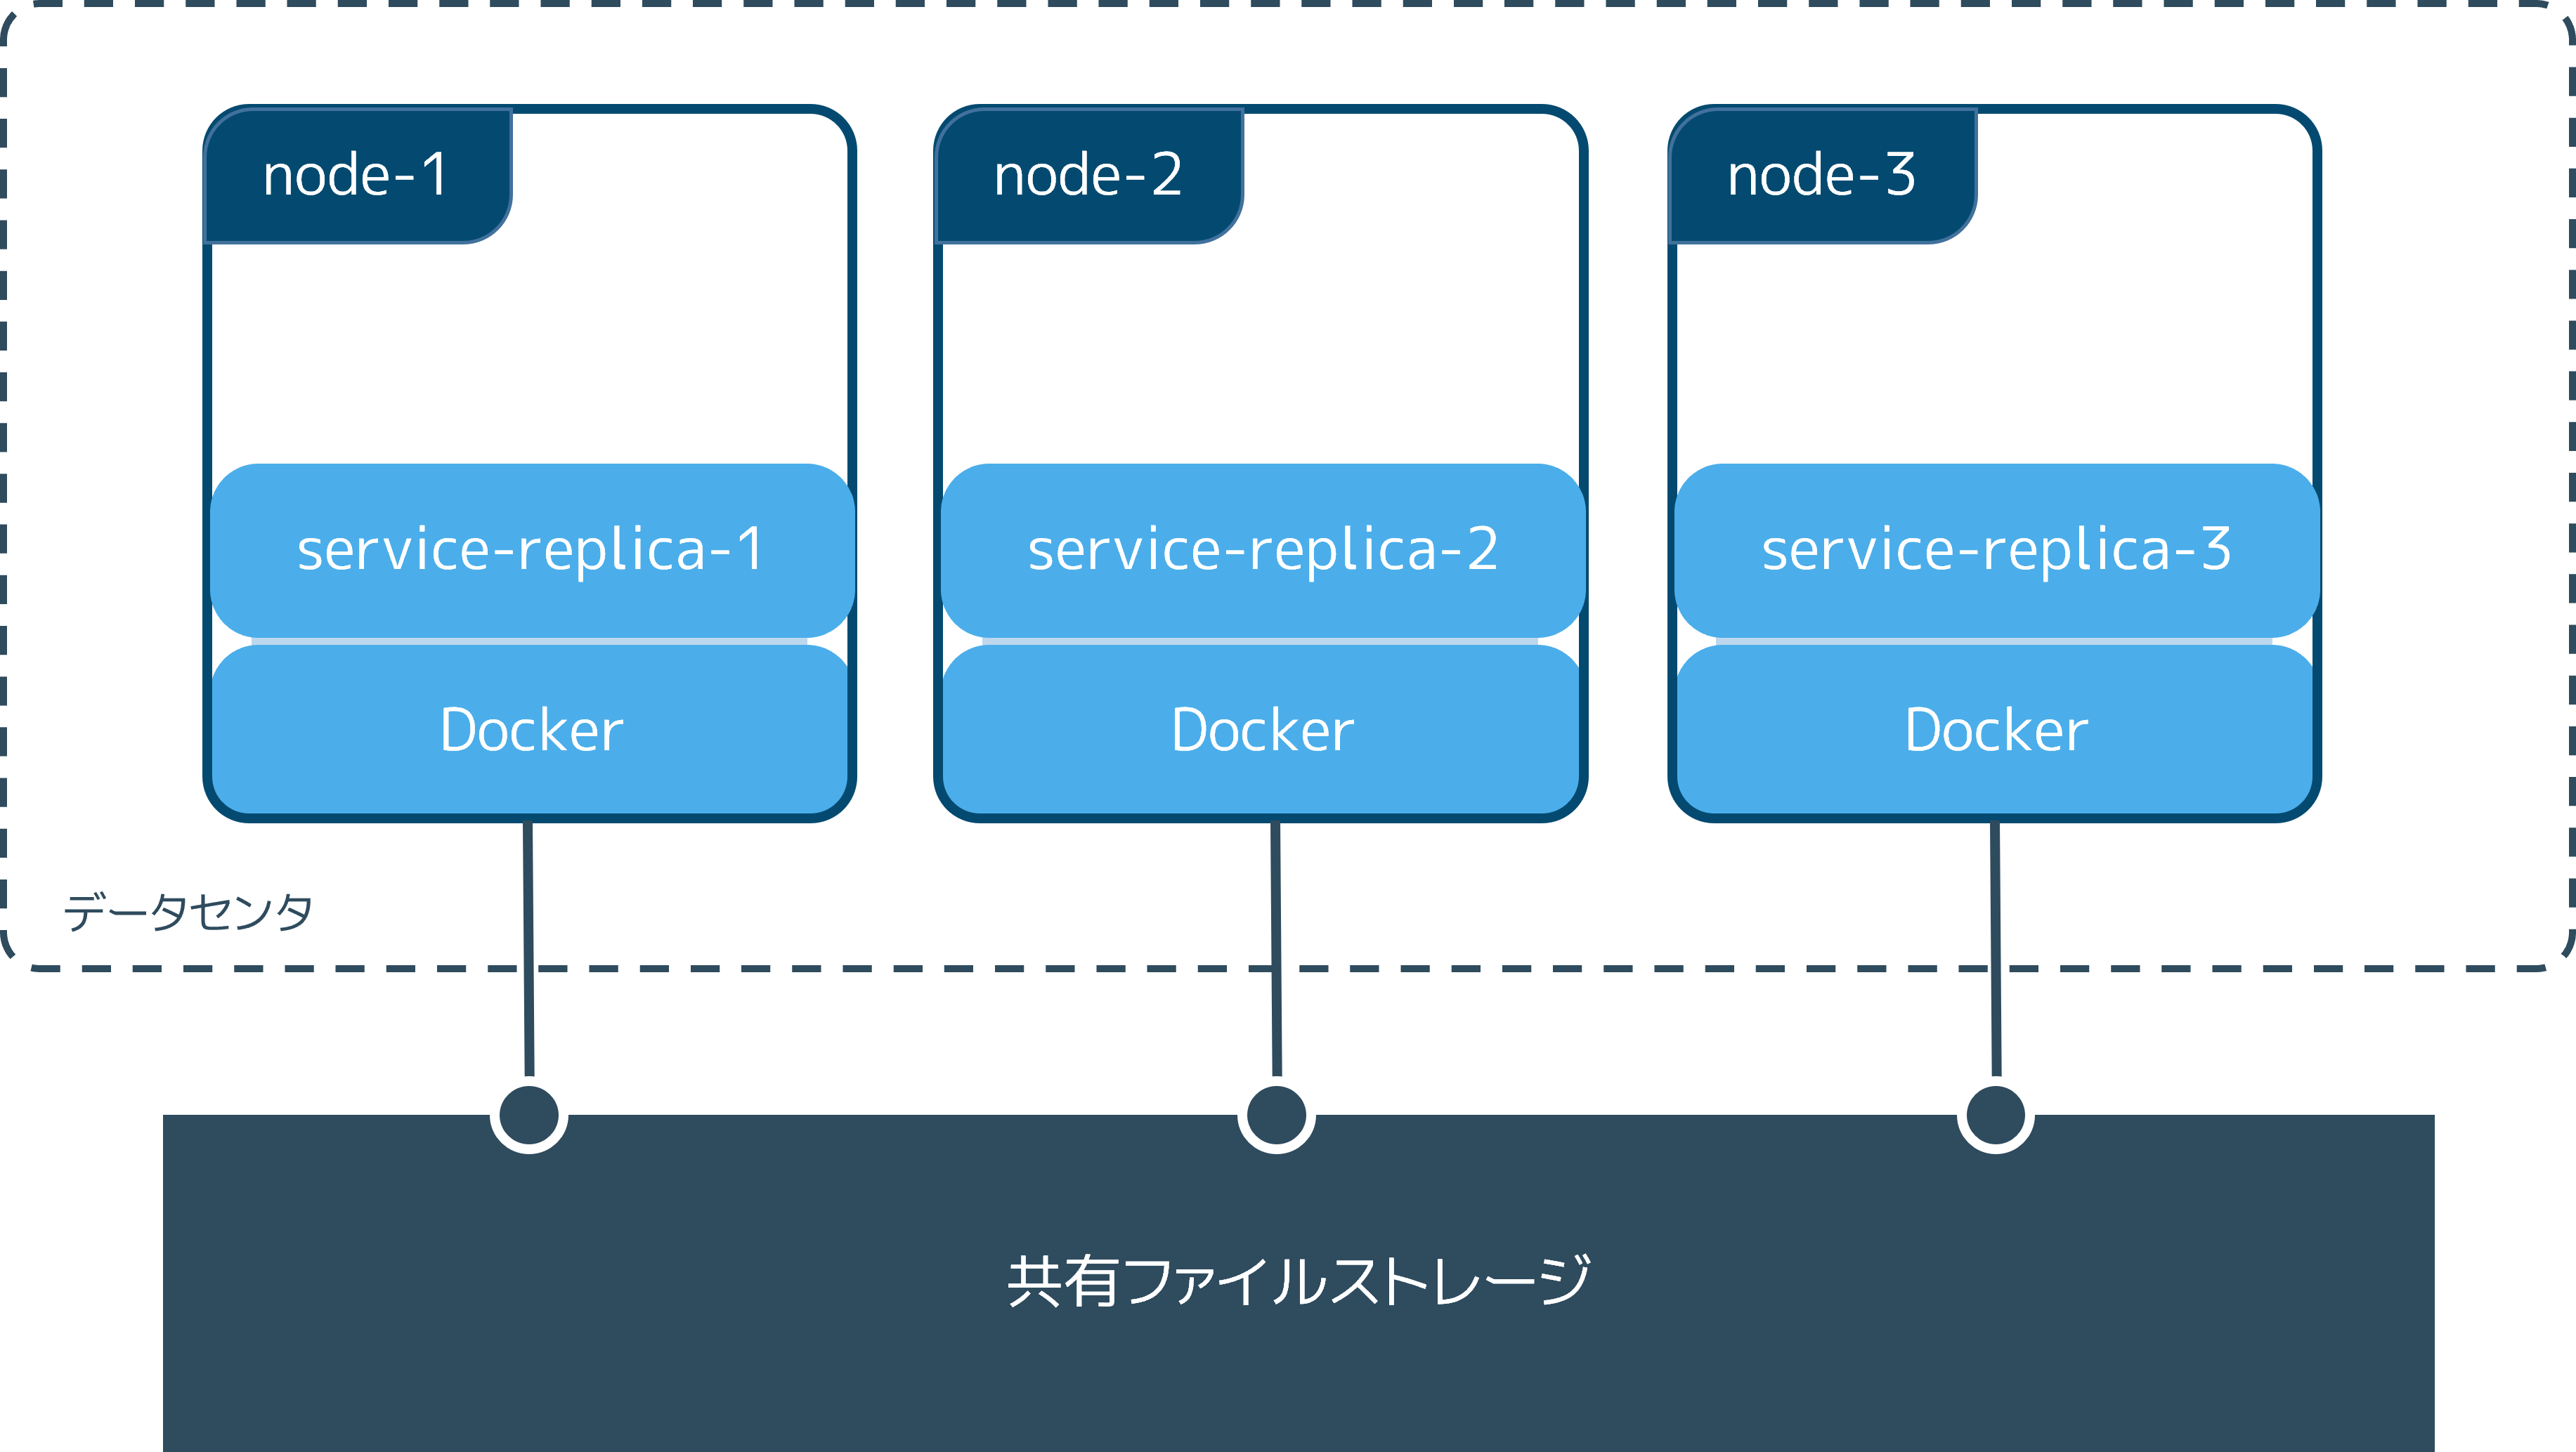 node-1
node-2
node-3
service-replica-1
service-replica-2
service-replica-3
Docker
Docker
Docker
データセンタ
共有ファイルストレージ